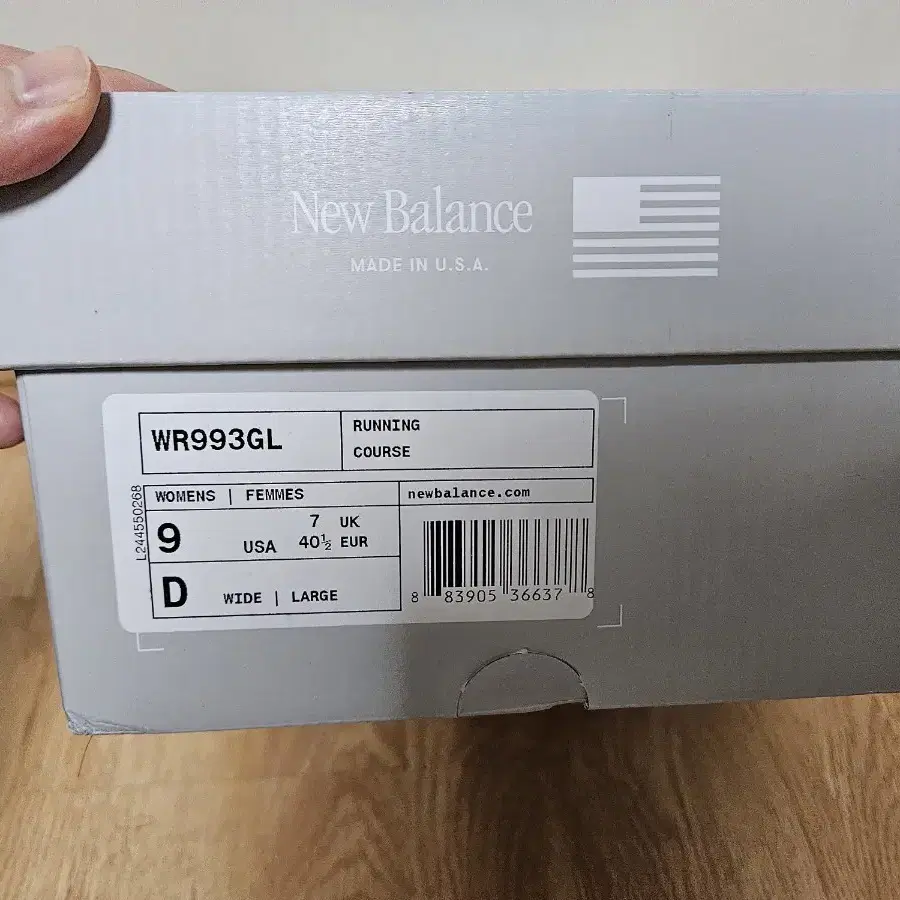 New Balance
MADE IN U.S.A.
WR993GL
RUNNING
COURSE
WOMENS | FEMMES
newbalance.com
L244550268
9 USA
7 UK
40½ EUR
D WIDE | LARGE
8 83905 36637 8